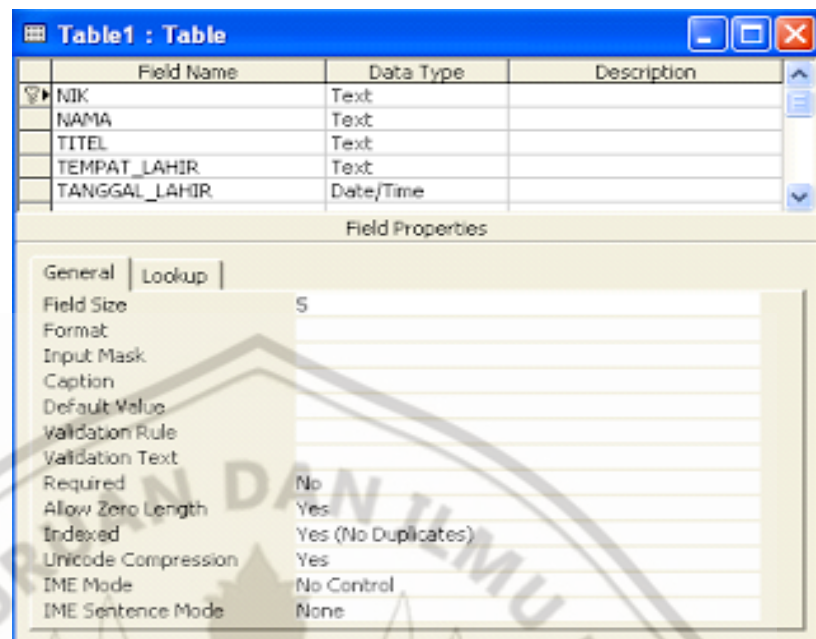 Table1 : Table
Field Name Data Type Description
NIK Text
NAMA Text
TITEL Text
TEMPAT_LAHIR Text
TANGGAL_LAHIR Date/Time
Field Properties
General Lookup
Field Size 5
Format
Input Mask
Caption
Default Value
Validation Rule
Validation Text
Required No
Allow Zero Length Yes
Indexed Yes (No Duplicates)
Unicode Compression Yes
IME Mode No Control
IME Sentence Mode None
DAN ILMU